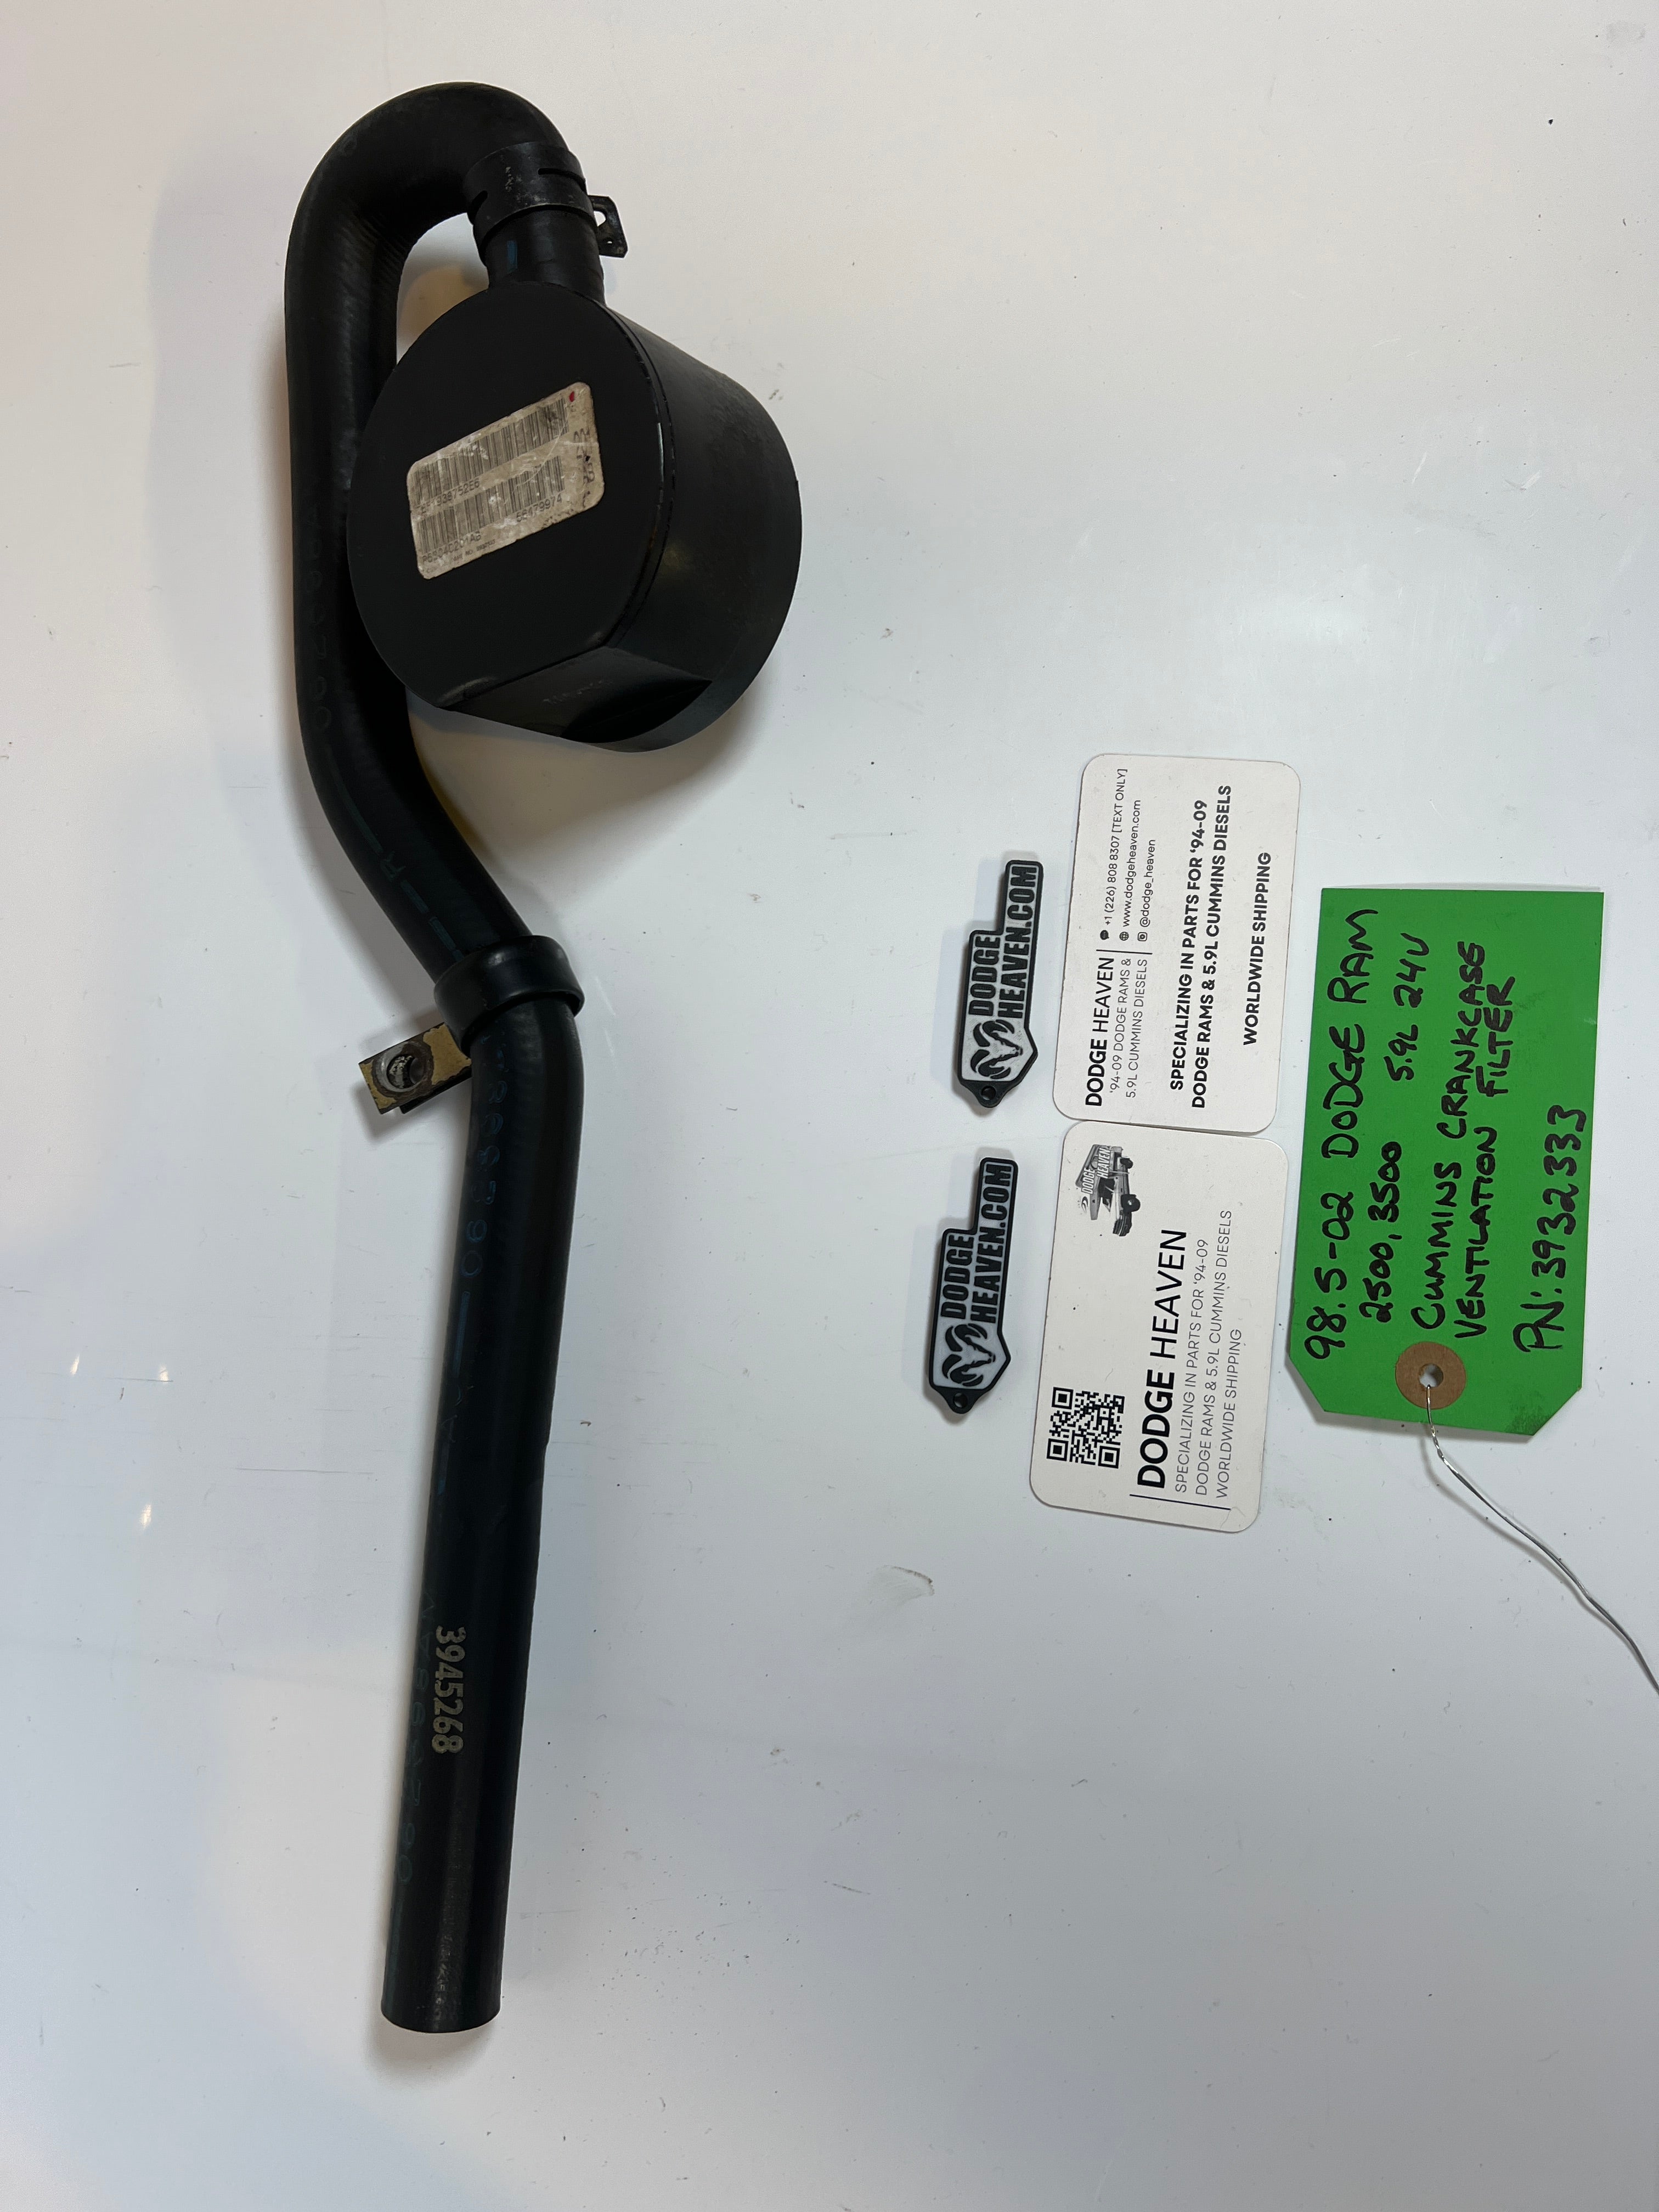 3945268
DODGE
HEAVEN.COM
DODGE
HEAVEN.COM
DODGE HEAVEN
'94-09 DODGE RAMS &
5.9L CUMMINS DIESELS
+1 (226) 808 8307 [TEXT ONLY]
www.dodgeheaven.com
@dodge_heaven
SPECIALIZING IN PARTS FOR '94-09
DODGE RAMS & 5.9L CUMMINS DIESELS
WORLDWIDE SHIPPING
DODGE
HEAVEN
DODGE HEAVEN
SPECIALIZING IN PARTS FOR '94-09
DODGE RAMS & 5.9L CUMMINS DIESELS
WORLDWIDE SHIPPING
98.5-02 DODGE RAM
2500, 3500 5.9L 24V
CUMMINS CRANKCASE
VENTILATION FILTER
PN: 3932333